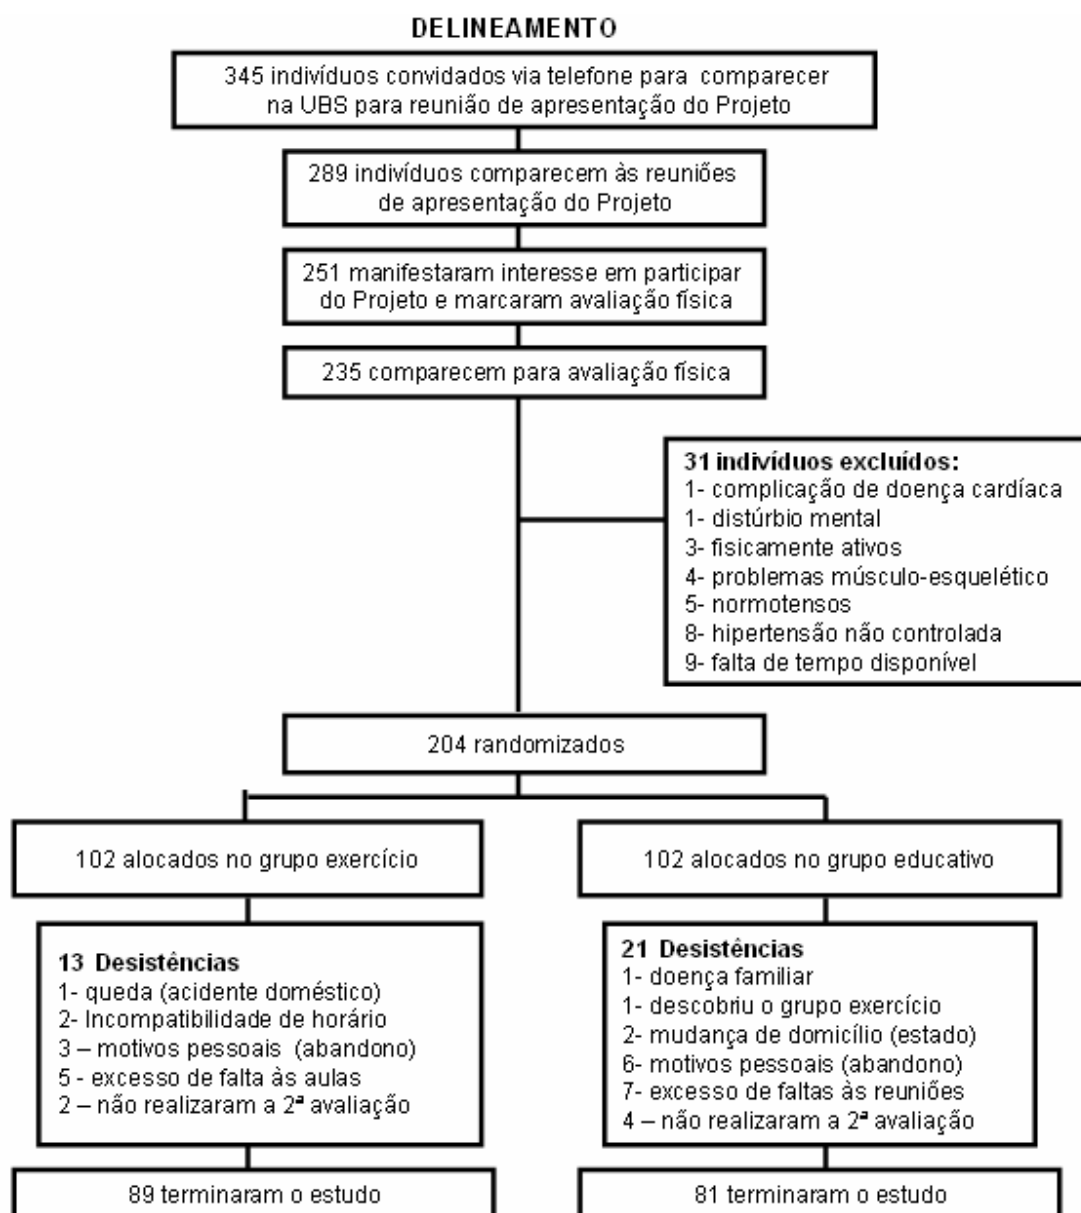 DELINEAMENTO
345 indivíduos convidados via telefone para comparecer
na UBS para reunião de apresentação do Projeto
289 indivíduos comparecem às reuniões
de apresentação do Projeto
251 manifestaram interesse em participar
do Projeto e marcaram avaliação física
235 comparecem para avaliação física
31 indivíduos excluídos:
1- complicação de doença cardíaca
1- distúrbio mental
3- fisicamente ativos
4- problemas músculo-esquelético
5- normotensos
8- hipertensão não controlada
9- falta de tempo disponível
204 randomizados
102 alocados no grupo exercício
102 alocados no grupo educativo
13 Desistências
1- queda (acidente doméstico)
2- Incompatibilidade de horário
3 – motivos pessoais (abandono)
5 - excesso de falta às aulas
2 – não realizaram a 2ª avaliação
21 Desistências
1- doença familiar
1- descobriu o grupo exercício
2- mudança de domicílio (estado)
6- motivos pessoais (abandono)
7- excesso de faltas às reuniões
4 – não realizaram a 2ª avaliação
89 terminaram o estudo
81 terminaram o estudo